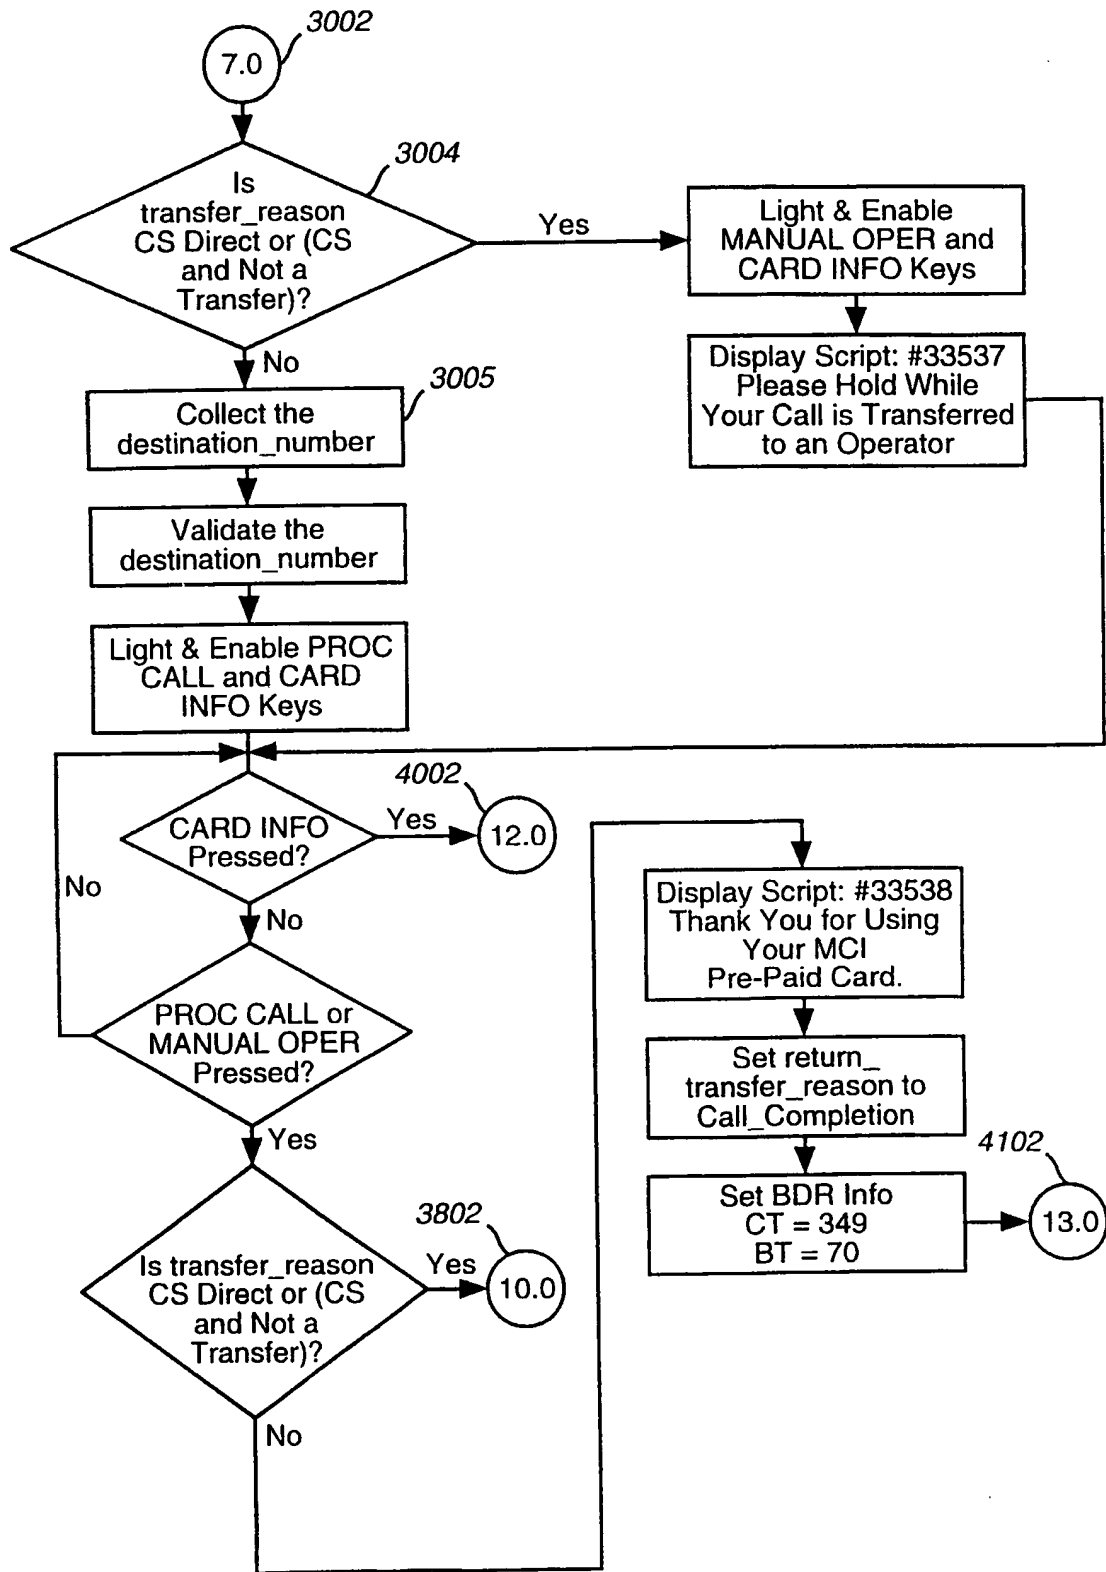 3002
7.0
3004
Is
transfer_reason
CS Direct or (CS
and Not a
Transfer)?
Yes
Light & Enable
MANUAL OPER and
CARD INFO Keys
No
Display Script: #33537
Please Hold While
Your Call is Transferred
to an Operator
3005
Collect the
destination_number
Validate the
destination_number
Light & Enable PROC
CALL and CARD
INFO Keys
4002
CARD INFO
Pressed?
Yes
12.0
No
No
Display Script: #33538
Thank You for Using
Your MCI
Pre-Paid Card.
PROC CALL or
MANUAL OPER
Pressed?
Set return_
transfer_reason to
Call_Completion
Yes
4102
Set BDR Info
CT = 349
BT = 70
13.0
3802
Is transfer_reason
CS Direct or (CS
and Not a
Transfer)?
Yes
10.0
No